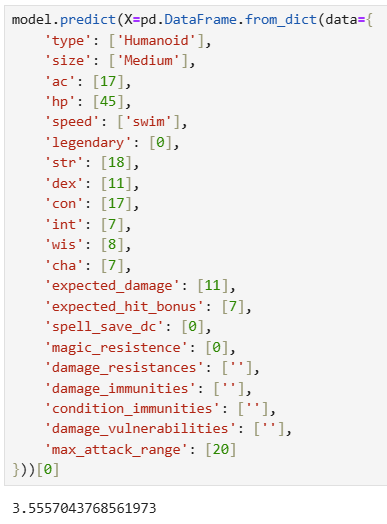 model.predict(X=pd.DataFrame.from_dict(data={
    'type': ['Humanoid'],
    'size': ['Medium'],
    'ac': [17],
    'hp': [45],
    'speed': ['swim'],
    'legendary': [0],
    'str': [18],
    'dex': [11],
    'con': [17],
    'int': [7],
    'wis': [8],
    'cha': [7],
    'expected_damage': [11],
    'expected_hit_bonus': [7],
    'spell_save_dc': [0],
    'magic_resistence': [0],
    'damage_resistances': [''],
    'damage_immunities': [''],
    'condition_immunities': [''],
    'damage_vulnerabilities': [''],
    'max_attack_range': [20]
}))[0]
3.5557043768561973